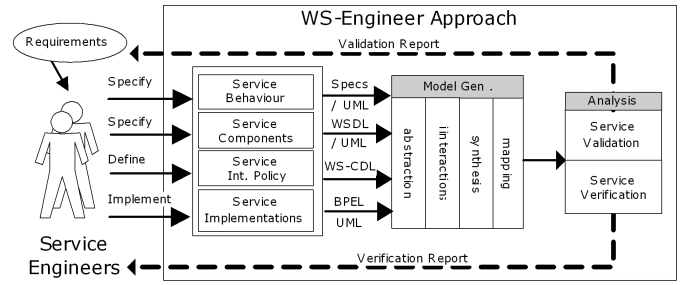 WS-Engineer Approach
Requirements
Validation Report
Specify
Service
Behaviour
Specs
/ UML
Model Gen .
Analysis
Specify
Service
Components
WSDL
/ UML
abstraction
iinteractions
synthesis
mapping
Service
Validation
Define
Service
Int. Policy
WS-CDL
Service
Verification
Implement
Service
Implementations
BPEL
UML
Service
Engineers
Verification Report